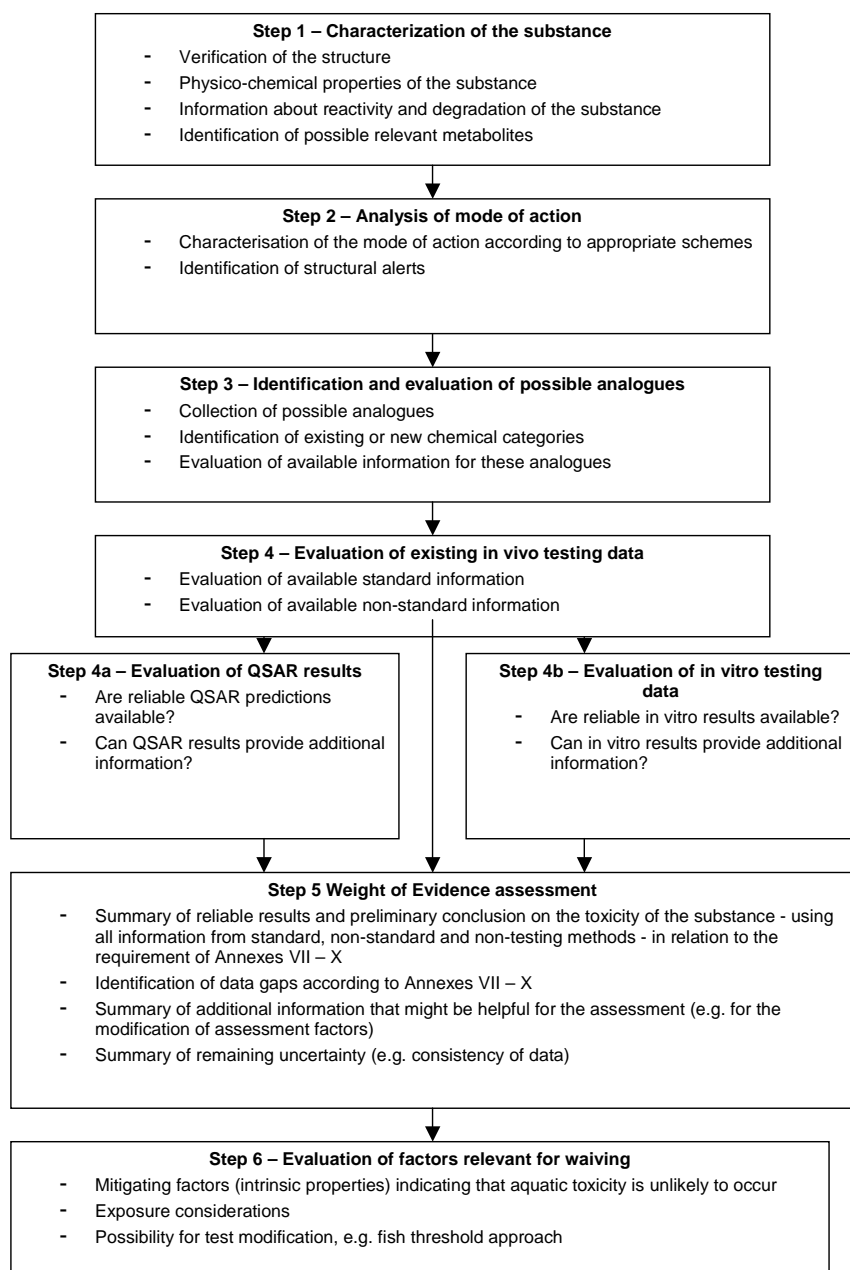 Step 1 – Characterization of the substance
- Verification of the structure
- Physico-chemical properties of the substance
- Information about reactivity and degradation of the substance
- Identification of possible relevant metabolites
Step 2 – Analysis of mode of action
- Characterisation of the mode of action according to appropriate schemes
- Identification of structural alerts
Step 3 – Identification and evaluation of possible analogues
- Collection of possible analogues
- Identification of existing or new chemical categories
- Evaluation of available information for these analogues
Step 4 – Evaluation of existing in vivo testing data
- Evaluation of available standard information
- Evaluation of available non-standard information
Step 4a – Evaluation of QSAR results
- Are reliable QSAR predictions
available?
- Can QSAR results provide additional
information?
Step 4b – Evaluation of in vitro testing
data
- Are reliable in vitro results available?
- Can in vitro results provide additional
information?
Step 5 Weight of Evidence assessment
- Summary of reliable results and preliminary conclusion on the toxicity of the substance - using
all information from standard, non-standard and non-testing methods - in relation to the
requirement of Annexes VII – X
- Identification of data gaps according to Annexes VII – X
- Summary of additional information that might be helpful for the assessment (e.g. for the
modification of assessment factors)
- Summary of remaining uncertainty (e.g. consistency of data)
Step 6 – Evaluation of factors relevant for waiving
- Mitigating factors (intrinsic properties) indicating that aquatic toxicity is unlikely to occur
- Exposure considerations
- Possibility for test modification, e.g. fish threshold approach